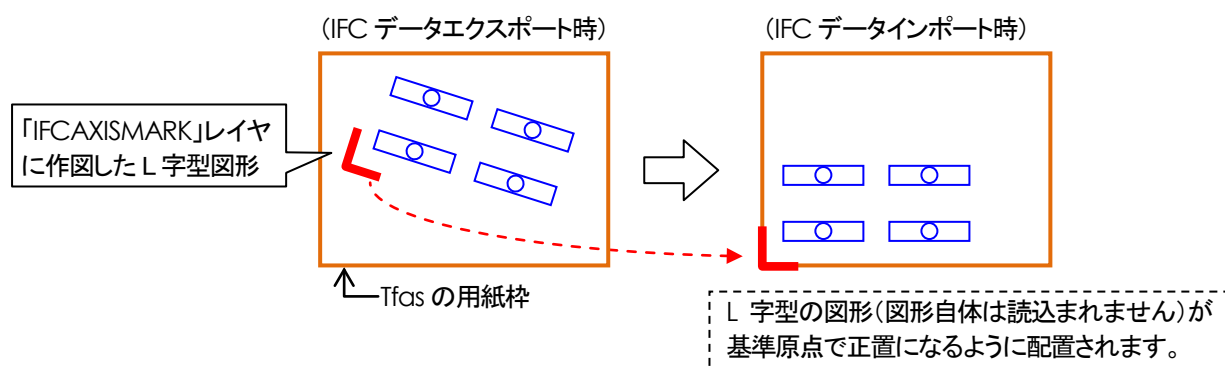 (IFC データエクスポート時)
(IFC データインポート時)
「IFCAXISMARK」レイヤ
に作図した L 字型図形
Tfas の用紙枠
L 字型の図形(図形自体は読込まれません)が
基準原点で正置になるように配置されます。